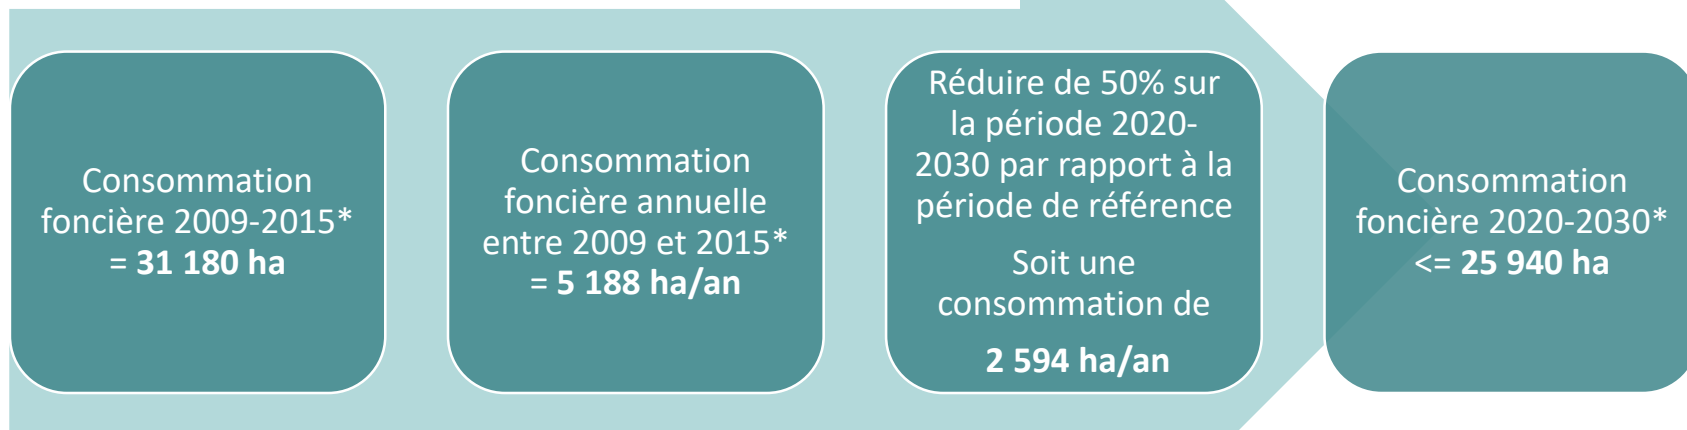 Consommation
foncière 2009-2015*
= 31 180 ha
Consommation
foncière annuelle
entre 2009 et 2015*
= 5 188 ha/an
Réduire de 50% sur
la période 2020-
2030 par rapport à la
période de référence
Soit une
consommation de
2 594 ha/an
Consommation
foncière 2020-2030*
<= 25 940 ha